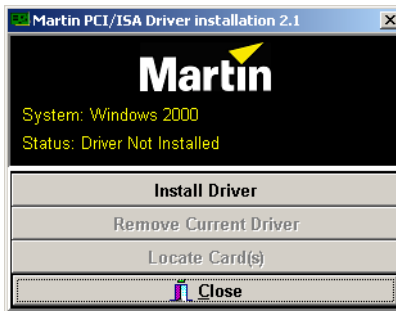 Martin PCI/ISA Driver installation 2.1
Martin
System: Windows 2000
Status: Driver Not Installed
Install Driver
Remove Current Driver
Locate Card(s)
Close